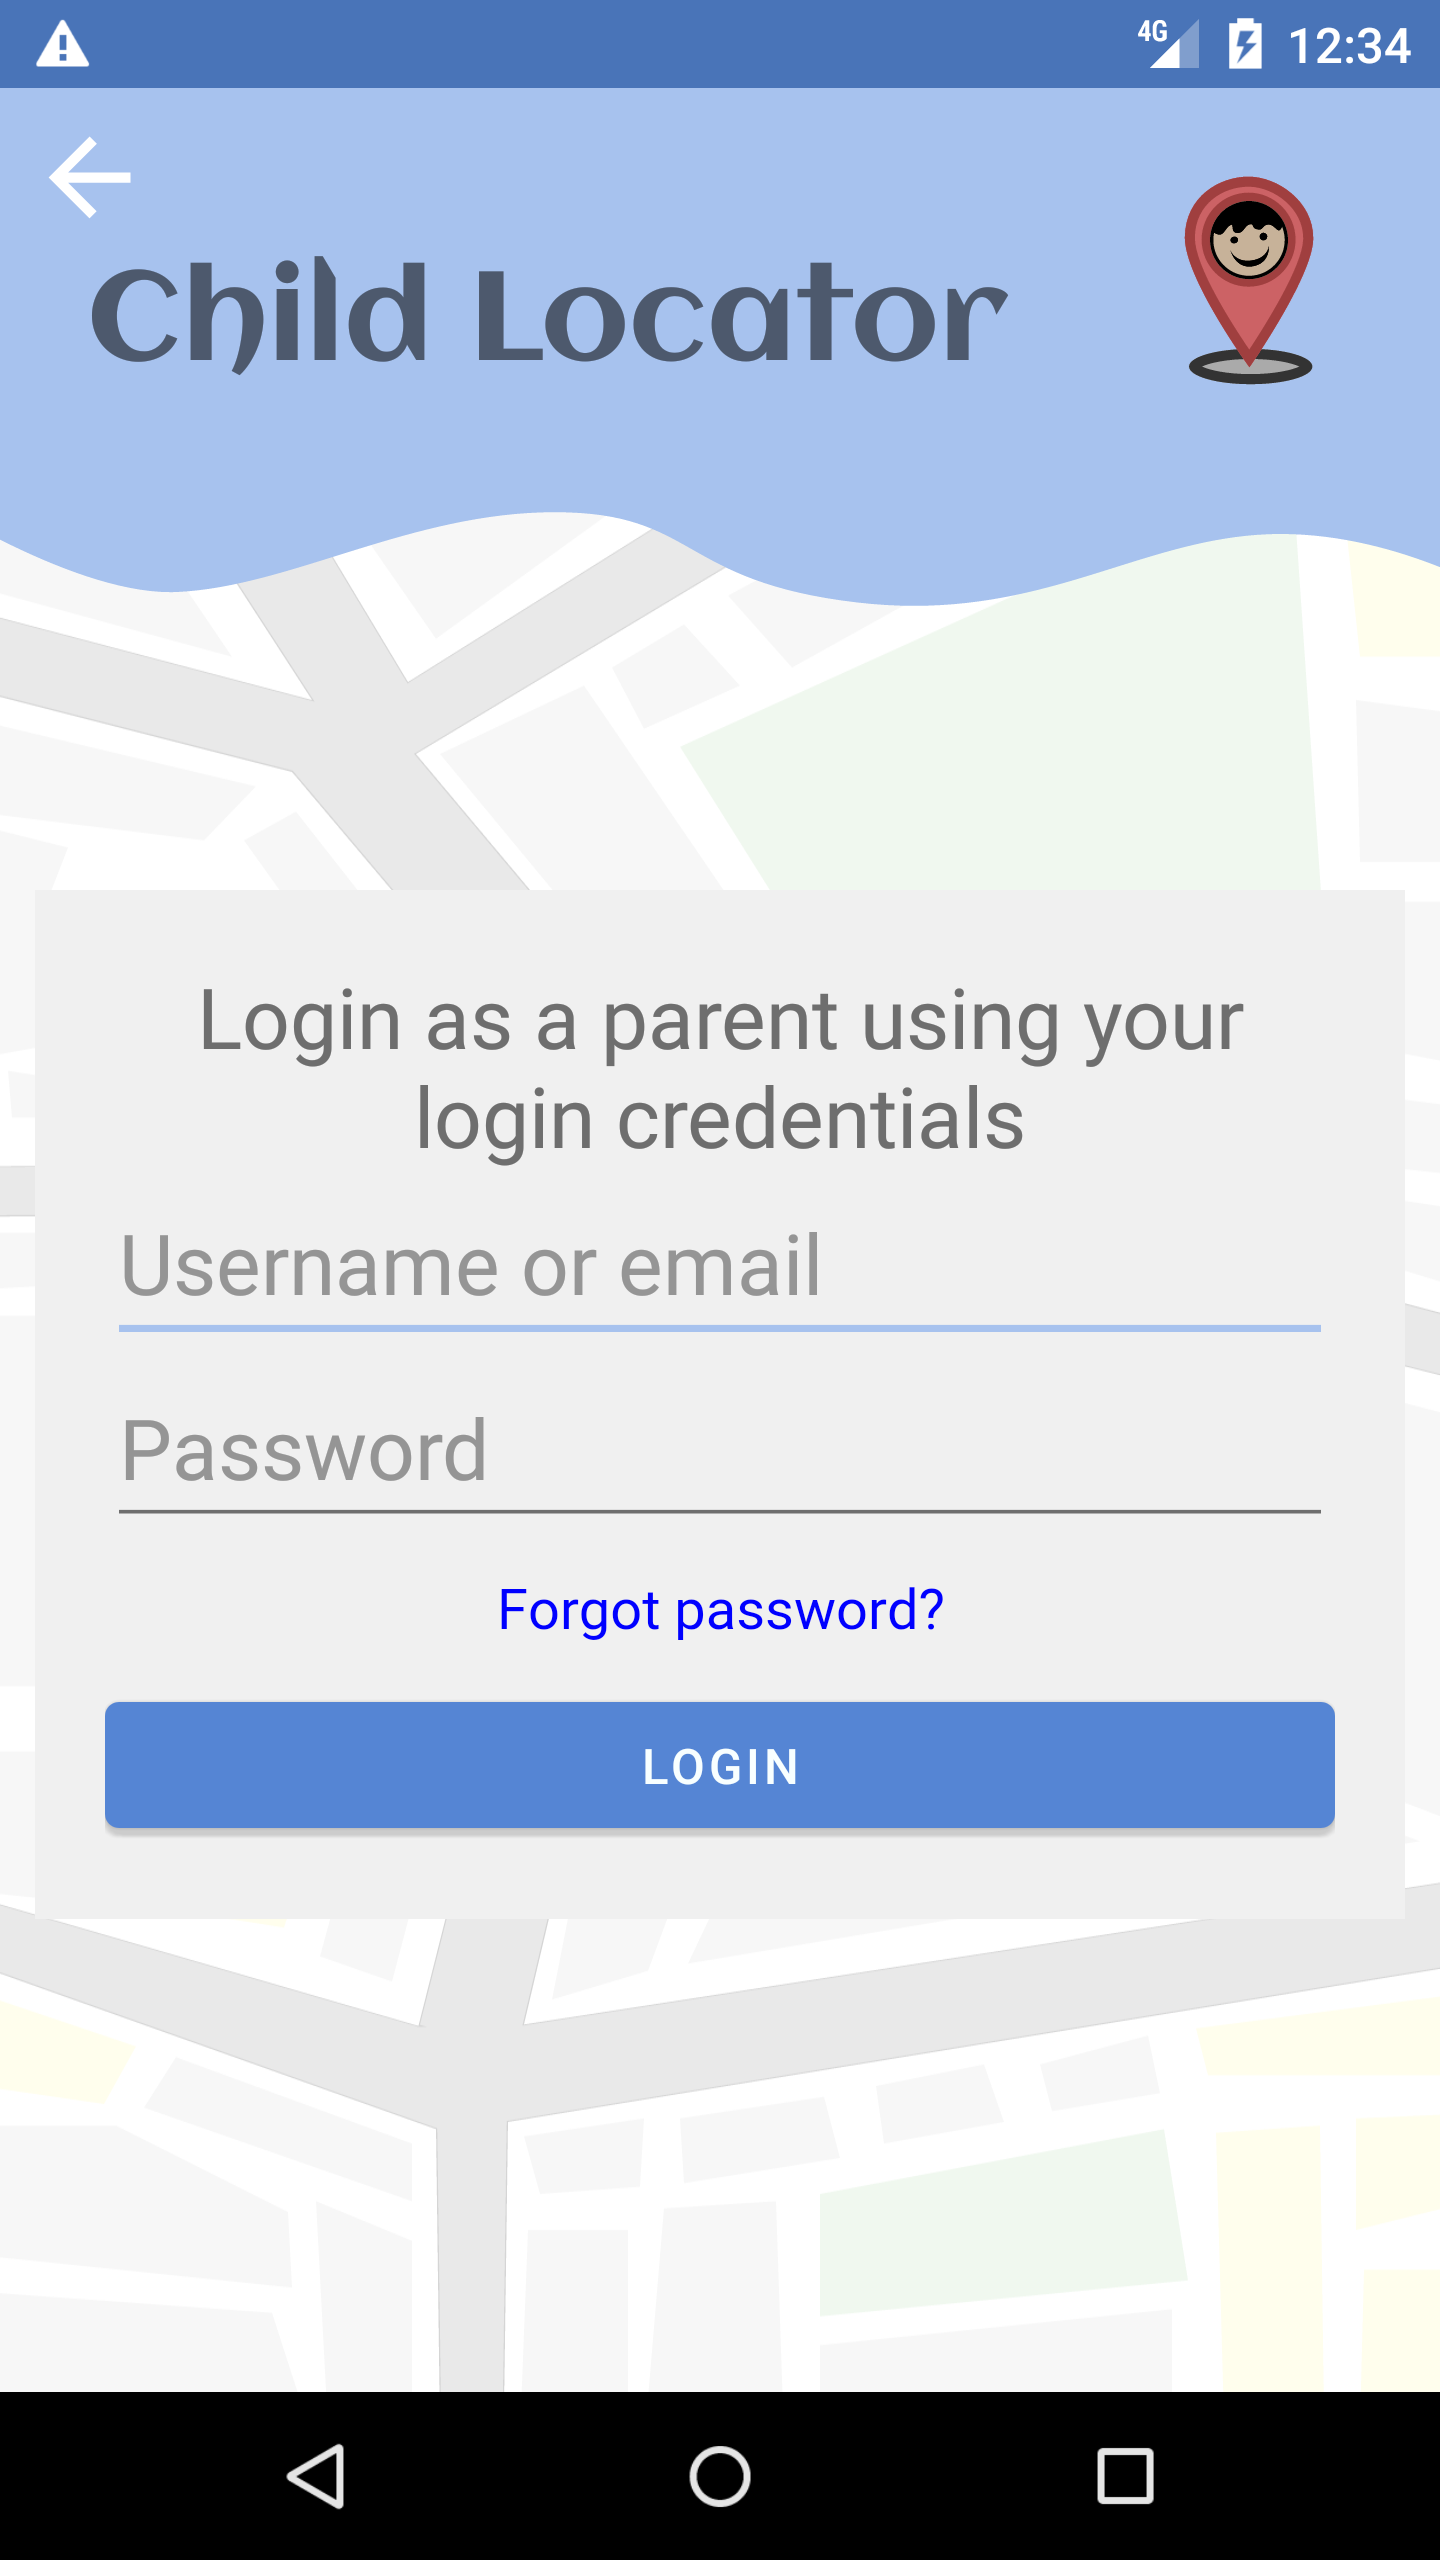 4G 12:34
Child Locator
Login as a parent using your
login credentials
Username or email
Password
Forgot password?
LOGIN